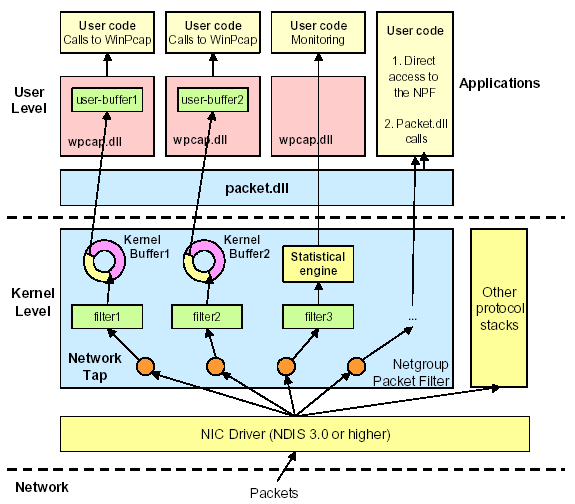 User code
Calls to WinPcap
User code
Calls to WinPcap
User code
Monitoring
User code
calls
1. Direct
access to
the NPF
2. Packet.dll
calls
User
Level
Applications
user-buffer1
user-buffer2
wpcap.dll
wpcap.dll
wpcap.dll
packet.dll
Kernel
Buffer1
Kernel
Buffer2
Statistical
engine
Kernel
Level
Other
protocol
stacks
filter1
filter2
filter3
...
Network
Tap
Netgroup
Packet Filter
NIC Driver (NDIS 3.0 or higher)
Network
Packets